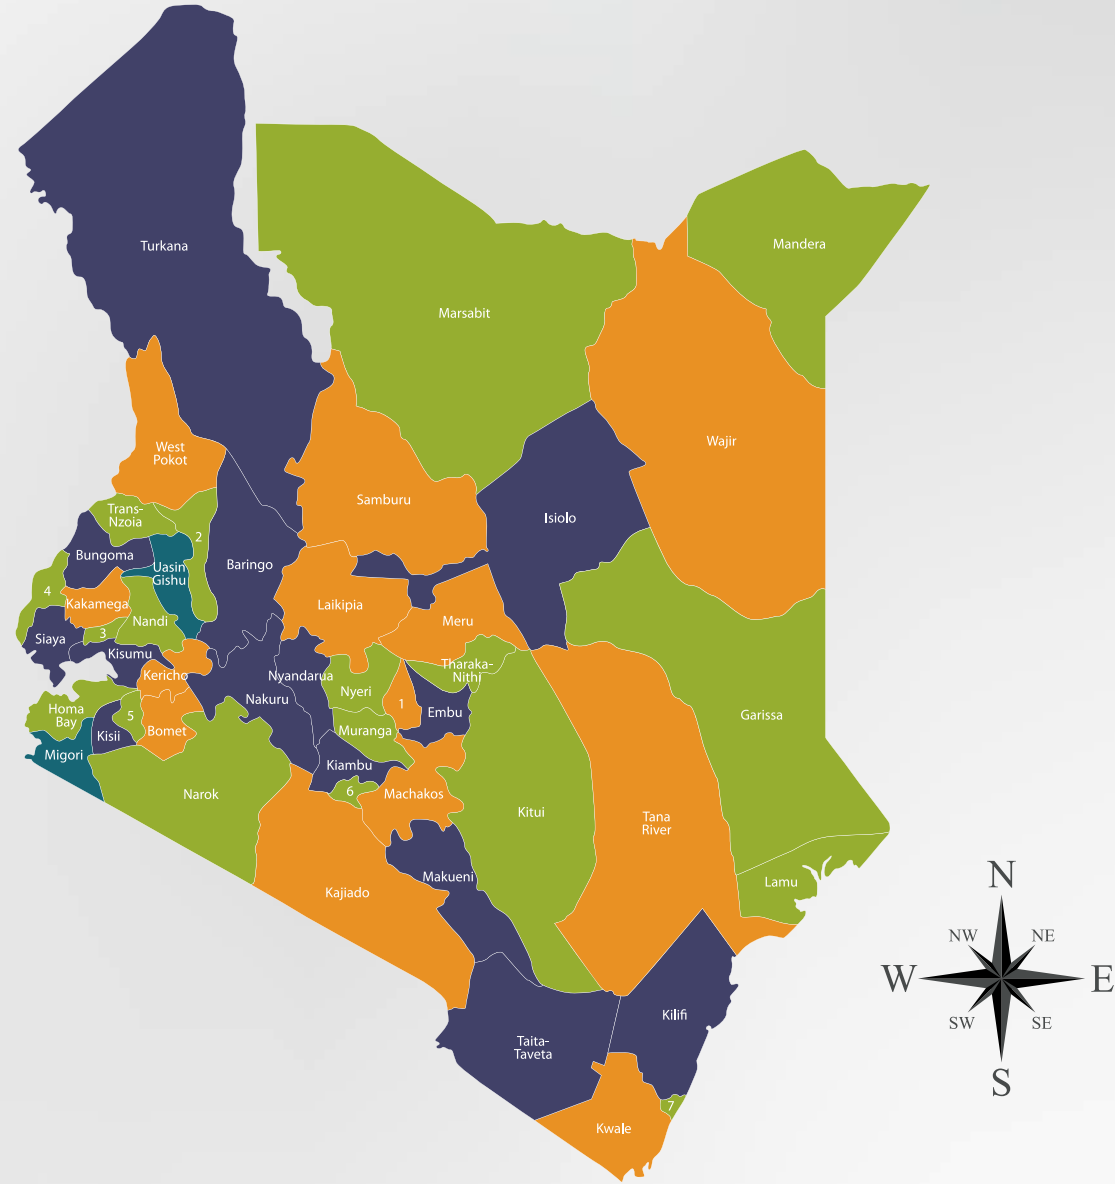 Turkana
Mandera
Marsabit
Wajir
West
Pokot
Samburu
Trans-
Nzoia
Isiolo
2
Bungoma
Uasin
Gishu
Baringo
4
Kakamega
Laikipia
Nandi
Meru
3
Siaya
Kisumu
Tharaka-
Nithi
Kericho
Nyandarua
Nyeri
Nakuru
1
Homa
Bay
5
Embu
Garissa
Kisii
Bomet
Muranga
Migori
Kiambu
Narok
6
Machakos
Kitui
Tana
River
Makueni
Lamu
Kajiado
N
NW
NE
W
E
SW
SE
S
Kilifi
Taita-
Taveta
7
Kwale